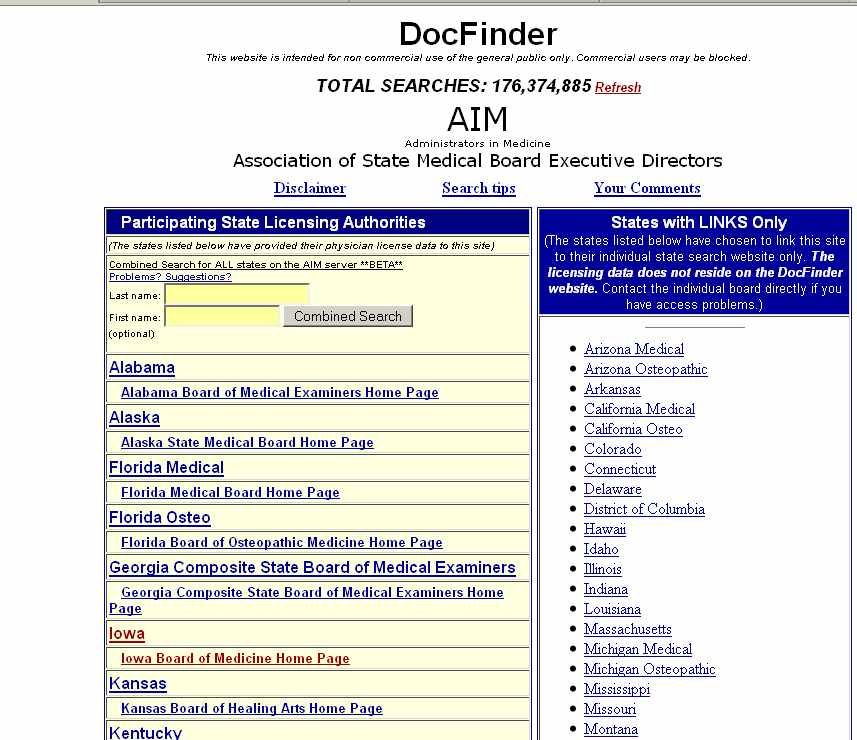 DocFinder
This website is intended for non commercial use of the general public only. Commercial users may be blocked.
TOTAL SEARCHES: 176,374,885 Refresh
AIM
Administrators in Medicine
Association of State Medical Board Executive Directors
Disclaimer Search tips Your Comments
Participating State Licensing Authorities
(The states listed below have provided their physician license data to this site)
Combined Search for ALL states on the AIM server **BETA**
Problems? Suggestions?
Last name:
First name: Combined Search
(optional)
Alabama
Alabama Board of Medical Examiners Home Page
Alaska
Alaska State Medical Board Home Page
Florida Medical
Florida Medical Board Home Page
Florida Osteo
Florida Board of Osteopathic Medicine Home Page
Georgia Composite State Board of Medical Examiners
Georgia Composite State Board of Medical Examiners Home
Page
Iowa
Iowa Board of Medicine Home Page
Kansas
Kansas Board of Healing Arts Home Page
Kentucky
States with LINKS Only
(The states listed below have chosen to link this site
to their individual state search website only. The
licensing data does not reside on the DocFinder
website. Contact the individual board directly if you
have access problems.)
Arizona Medical
Arizona Osteopathic
Arkansas
California Medical
California Osteo
Colorado
Connecticut
Delaware
District of Columbia
Hawaii
Idaho
Illinois
Indiana
Louisiana
Massachusetts
Michigan Medical
Michigan Osteopathic
Mississippi
Missouri
Montana